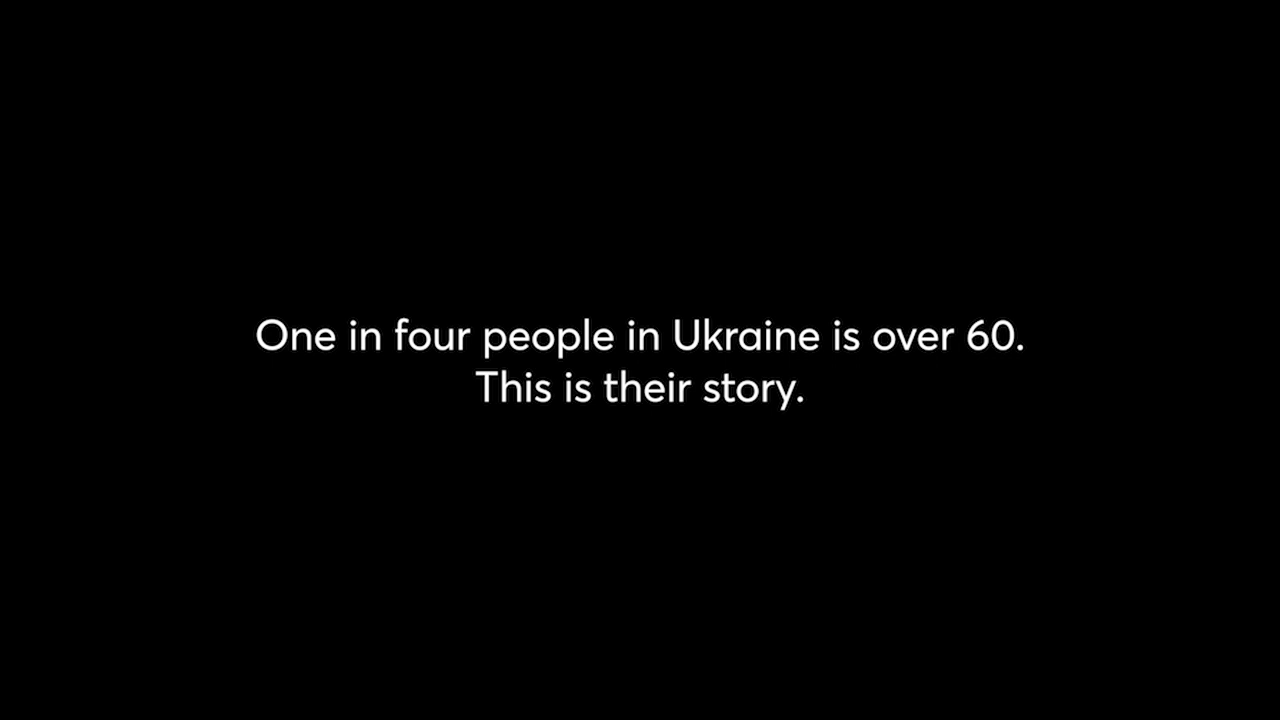 One in four people in Ukraine is over 60.
This is their story.